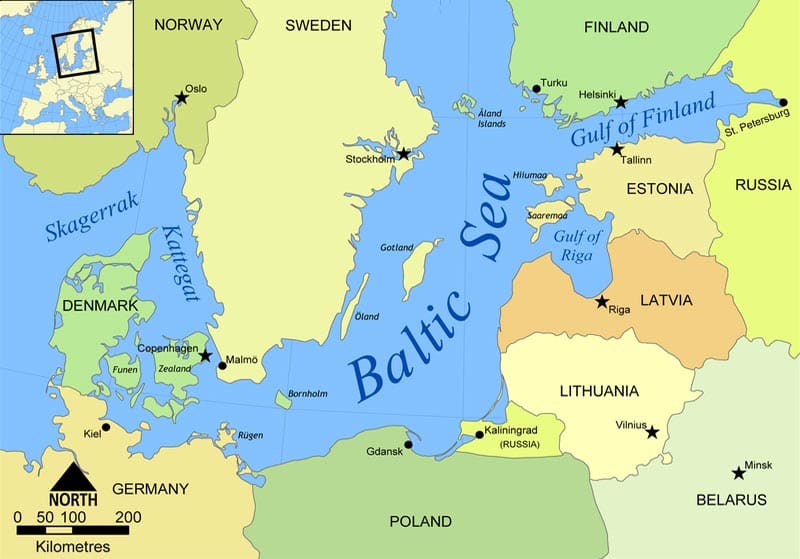 NORWAY
SWEDEN
FINLAND
Oslo
Turku
Helsinki
Åland
Islands
Gulf of Finland
St. Petersburg
Stockholm
Tallinn
Hiiumaa
ESTONIA
RUSSIA
Skagerrak
Kattegat
Baltic Sea
Saaremaa
Gulf of
Riga
Gotland
DENMARK
Öland
Riga
LATVIA
Copenhagen
Malmö
Funen
Zealand
Bornholm
LITHUANIA
Kiel
Rügen
Gdansk
Kaliningrad
(RUSSIA)
Vilnius
Minsk
NORTH
GERMANY
BELARUS
0 50 100 200
Kilometres
POLAND